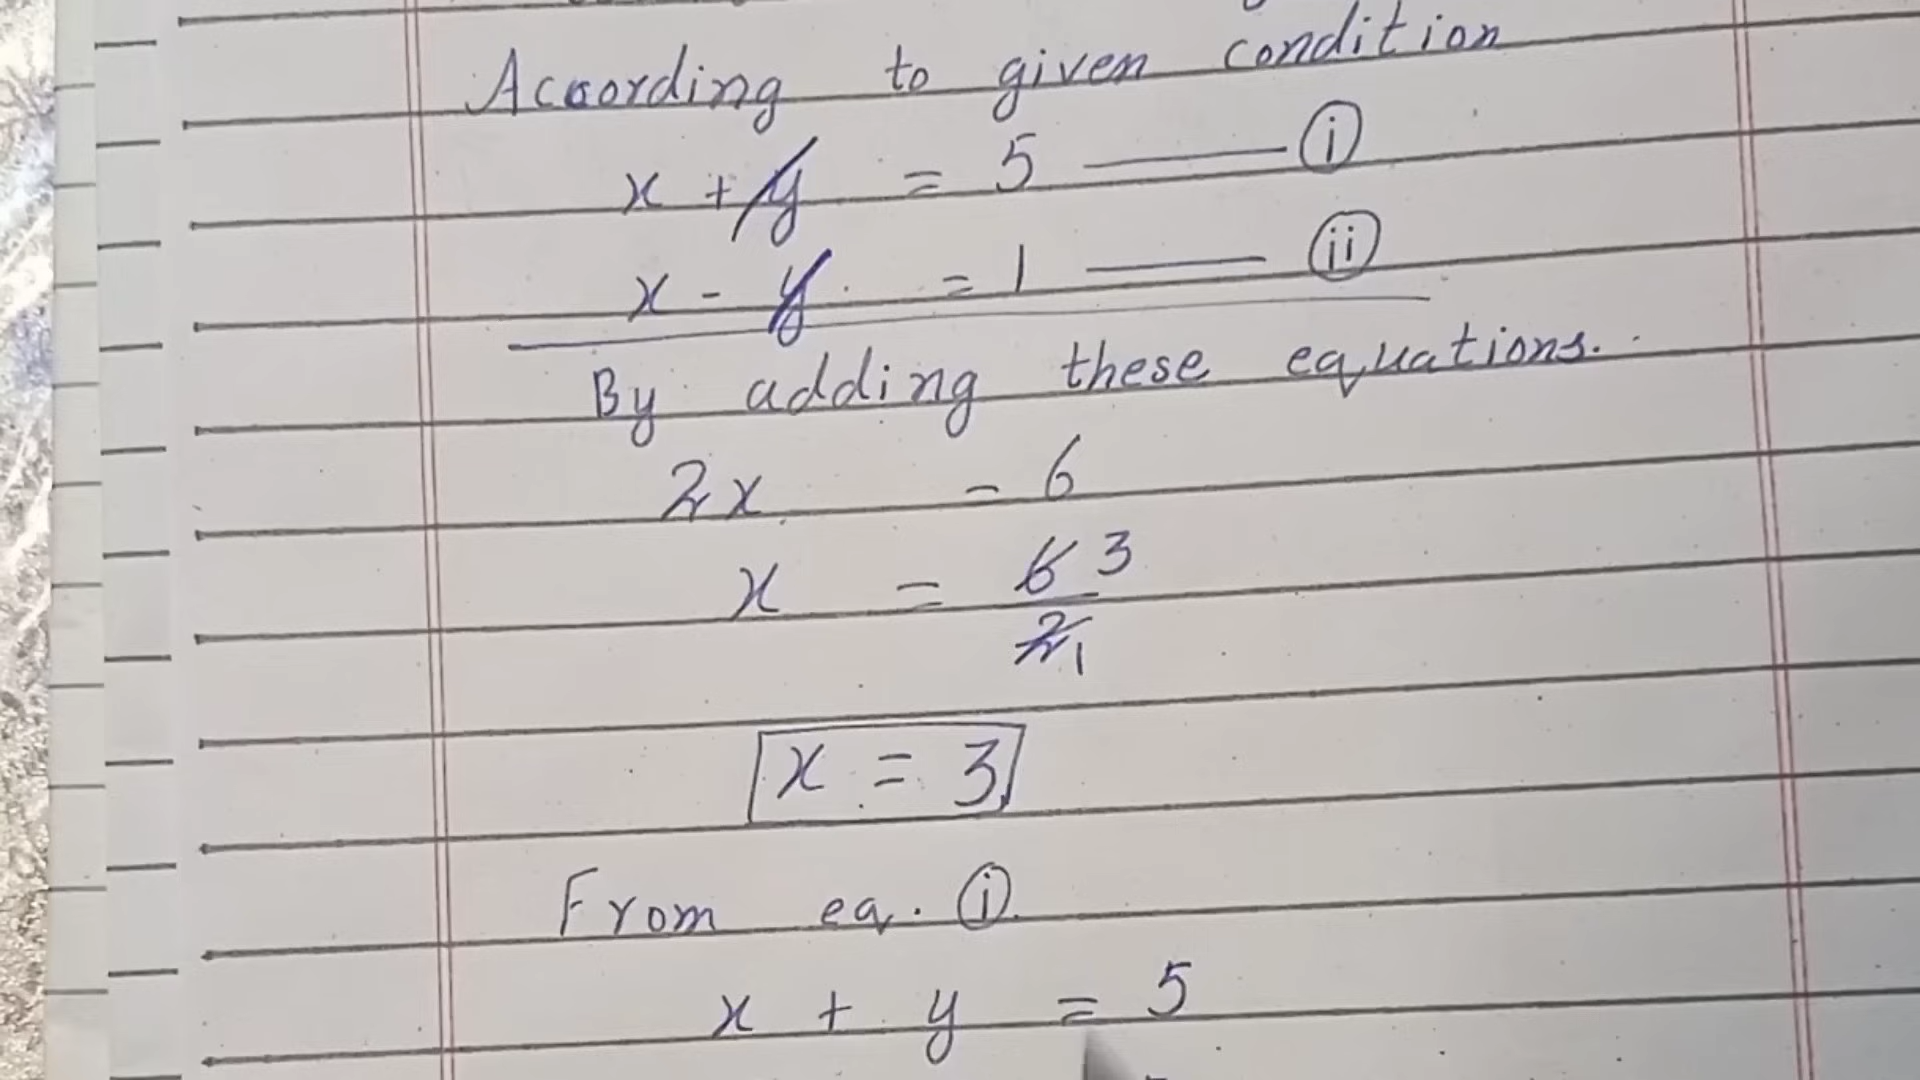 According to given condition
x + y = 5 ——— (i)
x - y = 1 ——— (ii)
By adding these equations.
2x = 6
x = 6 3
2 1
x = 3
From eq. (i).
x + y = 5